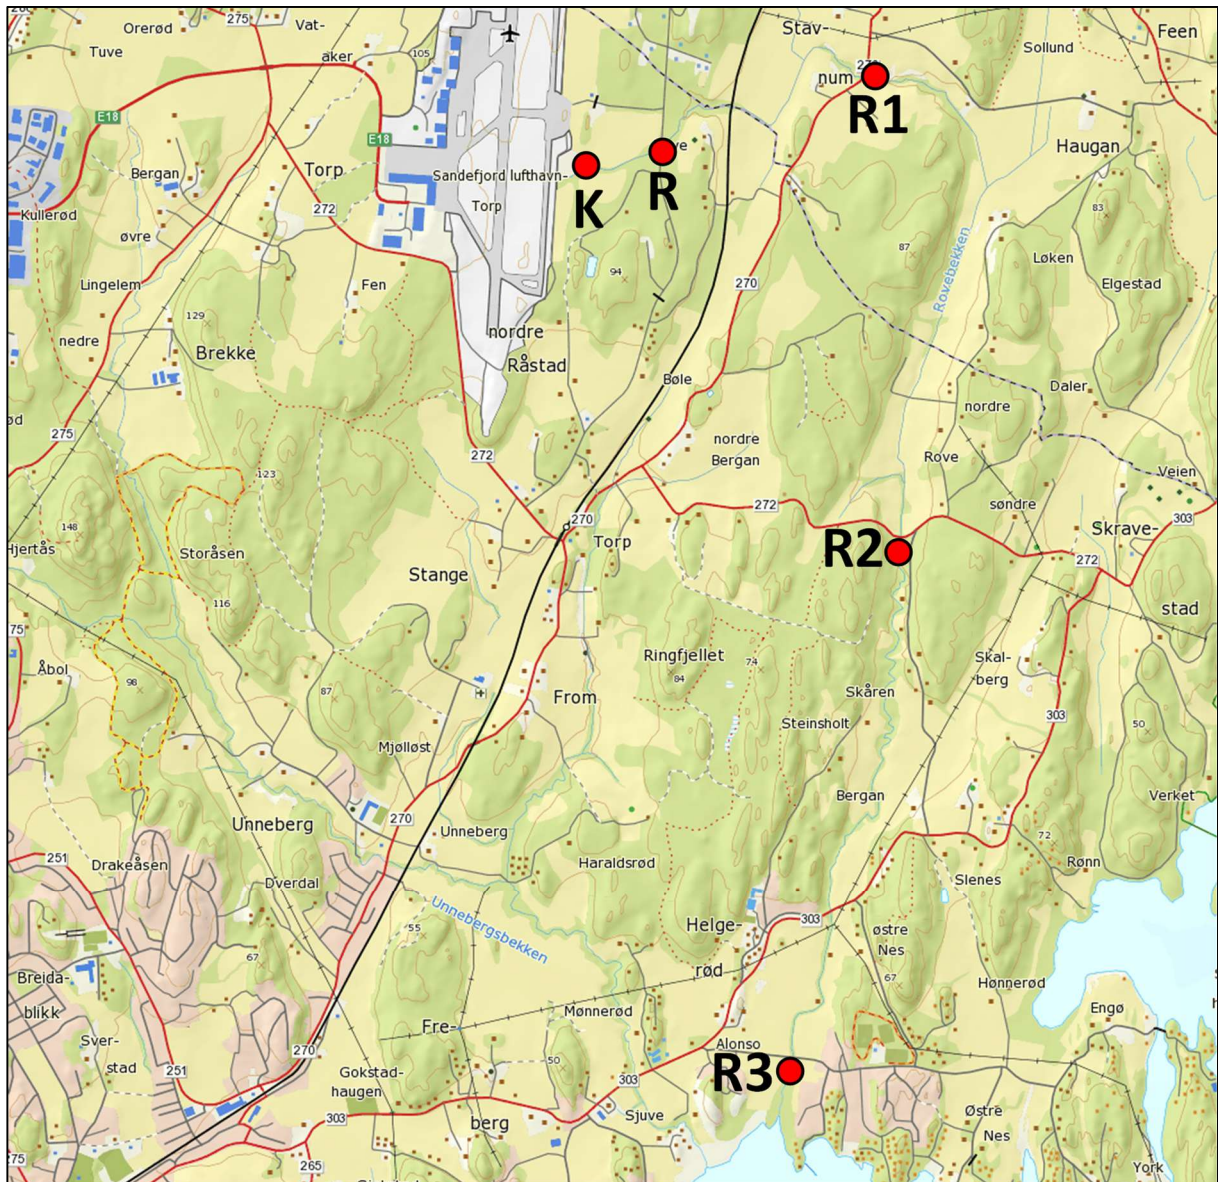 275
Orerød
Vat-
Stav-
Feen
Tuve
aker
105
Sollund
num
R1
E18
E18
Haugan
Bergan
Torp
Sandefjord lufthavn-
Torp
K
R
272
Kullerød
øvre
83
87
Løken
Rovebekken
94
Lingelem
Fen
270
Elgestad
129
nordre
Råstad
nedre
Brekke
Bøle
Daler
nordre
275
nordre
Bergan
272
Rove
Veien
123
søndre
272
303
148
270
Skrave-
Torp
Hjertås
Storåsen
R2
272
Stange
116
stad
75
Ringfjellet
74
Skal-
berg
Åbol
84
98
87
From
Skåren
303
50
Steinsholt
Mjølløst
Bergan
Verket
270
Unneberg
Unneberg
72
251
Drakeåsen
Haraldsrød
Rønn
Dverdal
Slenes
Unnebergsbekken
303
Helge-
55
østre
Nes
67
rød
67
Breida-
blikk
Hønnerød
Mønnerød
Engø
Fre-
Sver-
stad
270
Alonso
50
R3
251
Gokstad-
haugen
303
303
berg
Sjuve
Østre
Nes
75
265
York